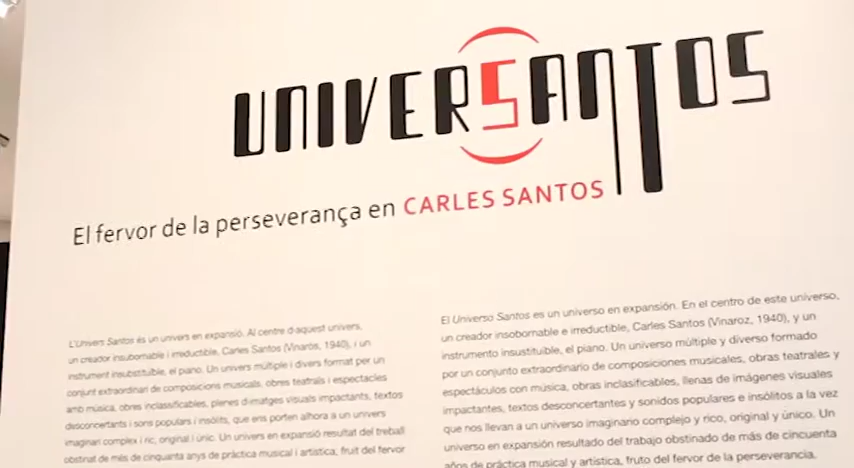 UNIVERSANTOS
El fervor de la perseverança en CARLES SANTOS
L'Univers Santos és un univers en expansió. Al centre d'aquest univers,
un creador insubornable i irreductible, Carles Santos (Vinaròs, 1940), i un
instrument insubstituïble, el piano. Un univers múltiple i divers format per un
conjunt extraordinari de composicions musicals, obres teatrals i espectacles
amb música, obres inclassificables, plenes d'imatges visuals impactants, textos
desconcertants i sons populars i insòlits, que ens porten alhora a un univers
imaginari complex i ric, original i únic. Un univers en expansió resultat del treball
obstinat de més de cinquanta anys de pràctica musical i artística, fruit del fervor
El Universo Santos es un universo en expansión. En el centro de este universo,
un creador insobornable e irreductible, Carles Santos (Vinaroz, 1940), y un
instrumento insustituible, el piano. Un universo múltiple y diverso formado
por un conjunto extraordinario de composiciones musicales, obras teatrales y
espectáculos con música, obras inclasificables, llenas de imágenes visuales
impactantes, textos desconcertantes y sonidos populares e insólitos a la vez
que nos llevan a un universo imaginario complejo y rico, original y único. Un
universo en expansión resultado del trabajo obstinado de más de cincuenta
años de práctica musical y artística, fruto del fervor de la perseverancia.